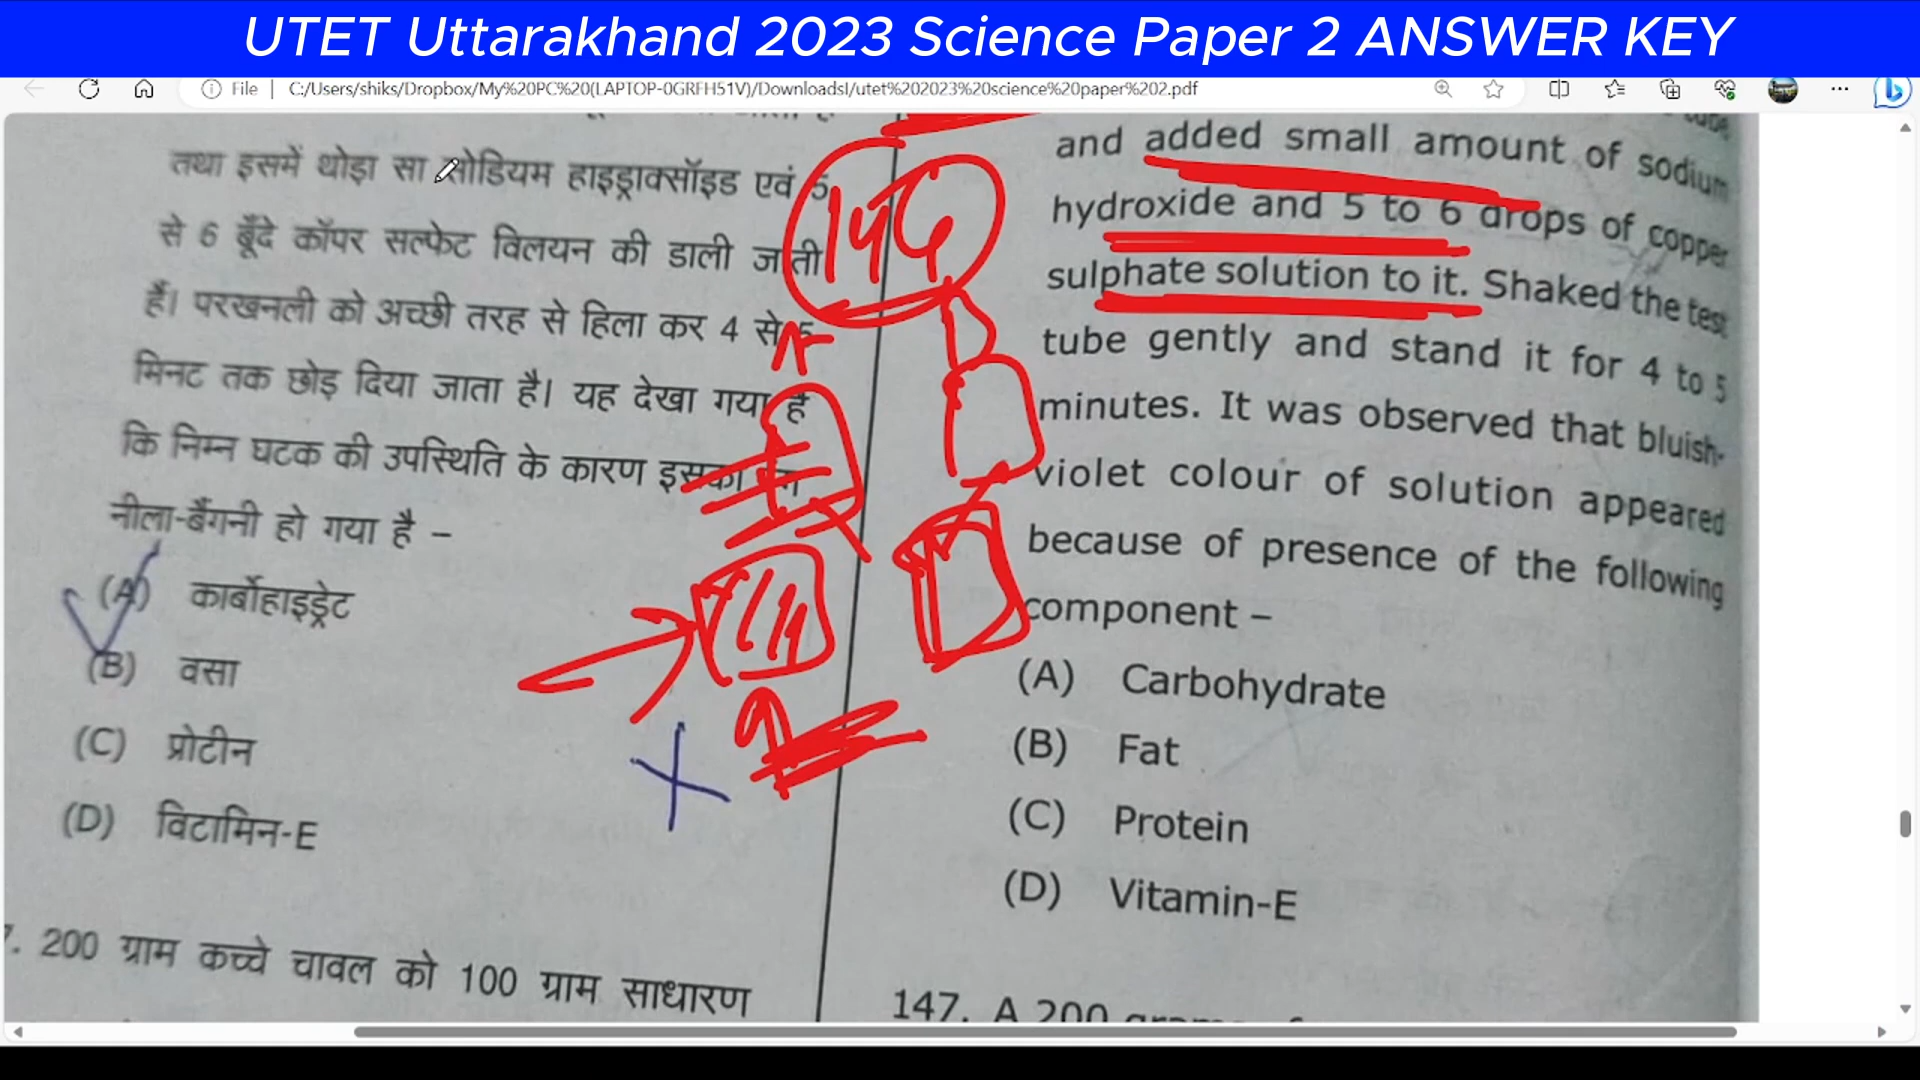 UTET Uttarakhand 2023 Science Paper 2 ANSWER KEY
File | C:/Users/shiks/Dropbox/My%20PC%20(LAPTOP-0GRFH51V)/Downloadsl/utet%202023%20science%20paper%202.pdf
तथा इसमें थोड़ा सा सोडियम हाइड्राक्सॉइड एवं 5
से 6 बूँदे कॉपर सल्फेट विलयन की डाली जाती
हैं। परखनली को अच्छी तरह से हिला कर 4 से 5
मिनट तक छोड़ दिया जाता है। यह देखा गया है
कि निम्न घटक की उपस्थिति के कारण इसका
नीला-बैंगनी हो गया है –
(A) कार्बोहाइड्रेट
(B) वसा
(C) प्रोटीन
(D) विटामिन-E
7. 200 ग्राम कच्चे चावल को 100 ग्राम साधारण
146
and added small amount of sodium
hydroxide and 5 to 6 drops of copper
sulphate solution to it. Shaked the test
tube gently and stand it for 4 to 5
minutes. It was observed that bluish-
violet colour of solution appeared
because of presence of the following
component –
(A) Carbohydrate
(B) Fat
(C) Protein
(D) Vitamin-E
147. A 200